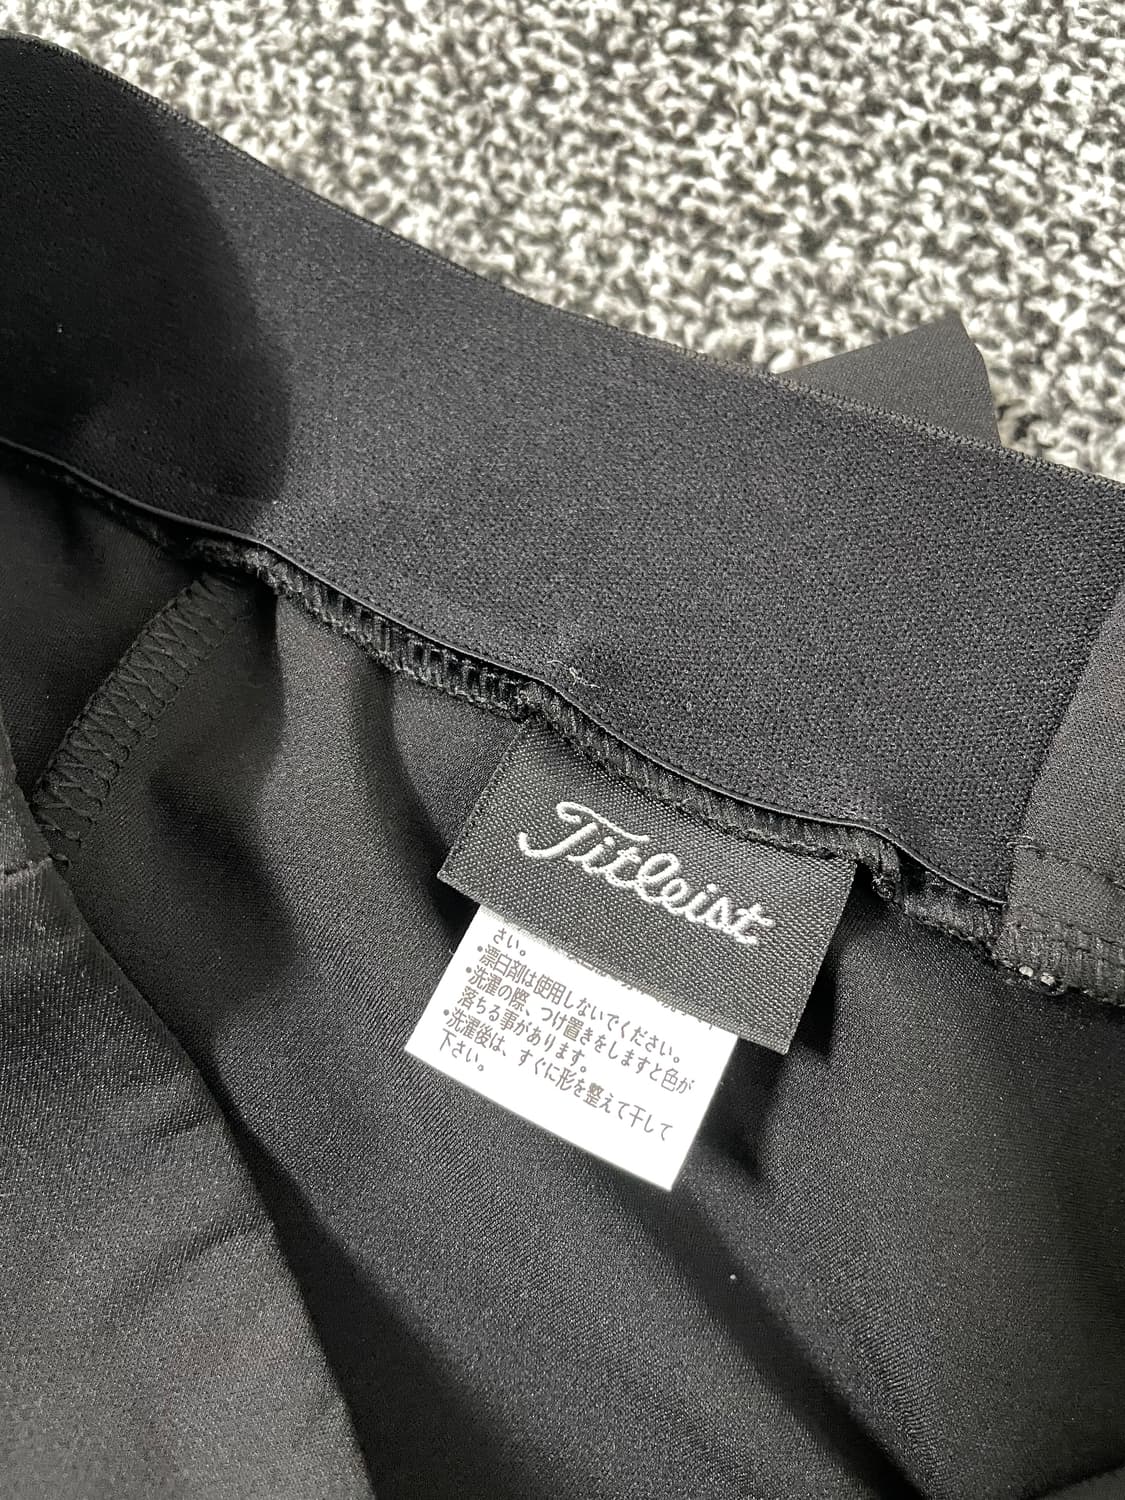 Titleist
さい。
•漂白剤は使用しないでください。
•洗濯の際、つけ置きをしますと色が
落ちる事があります。
•洗濯後は、すぐに形を整えて干して
下さい。